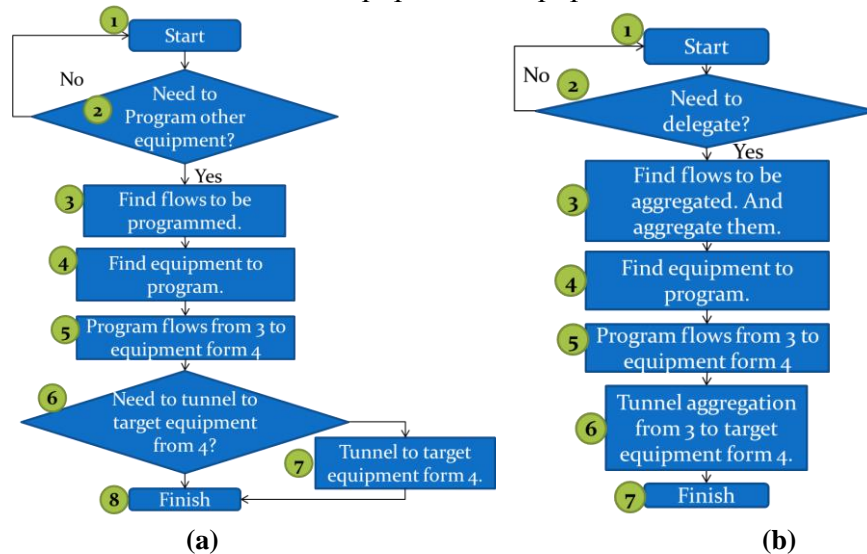 1
Start
No
2
Need to
Program other
equipment?
Yes
3
Find flows to be
programmed.
4
Find equipment to
program.
5
Program flows from 3 to
equipment form 4
6
Need to tunnel to
target equipment
from 4?
7
Tunnel to target
equipment form 4.
8
Finish
(a)
1
Start
No
2
Need to
delegate?
Yes
3
Find flows to be
aggregated. And
aggregate them.
4
Find equipment to
program.
5
Program flows from 3 to
equipment form 4
6
Tunnel aggregation
from 3 to target
equipment form 4.
7
Finish
(b)